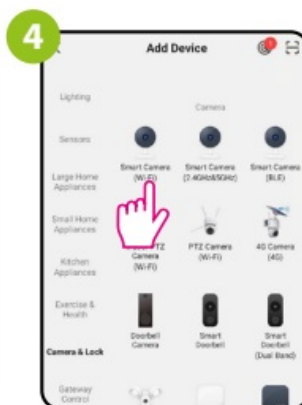 4
Add Device
Lighting
Camera
Sensors
Smart Camera
(Wi-Fi)
Smart Camera
(2.4GHz&5GHz)
Smart Camera
(BLE)
Large Home
Appliances
Small Home
Appliances
PTZ
Camera
(Wi-Fi)
PTZ Camera
(Wi-Fi)
4G Camera
(4G)
Kitchen
Appliances
Exercise &
Health
Doorbell
Camera
Smart
Doorbell
Smart
Doorbell
(Dual Band)
Camera & Lock
Gateway
Control